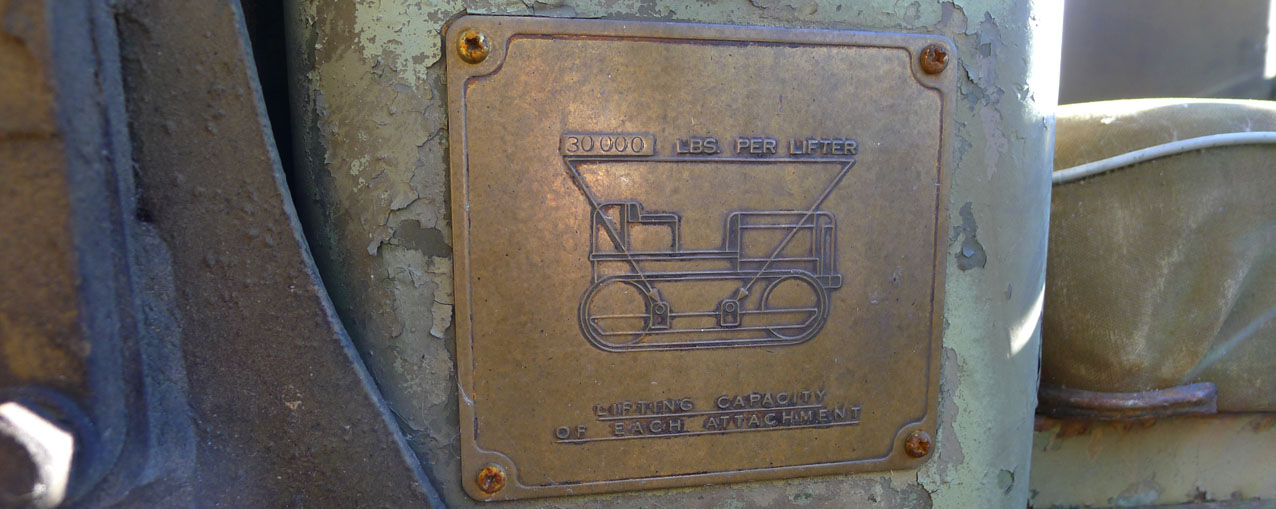 30000 LBS. PER LIFTER
LIFTING CAPACITY
OF EACH ATTACHMENT